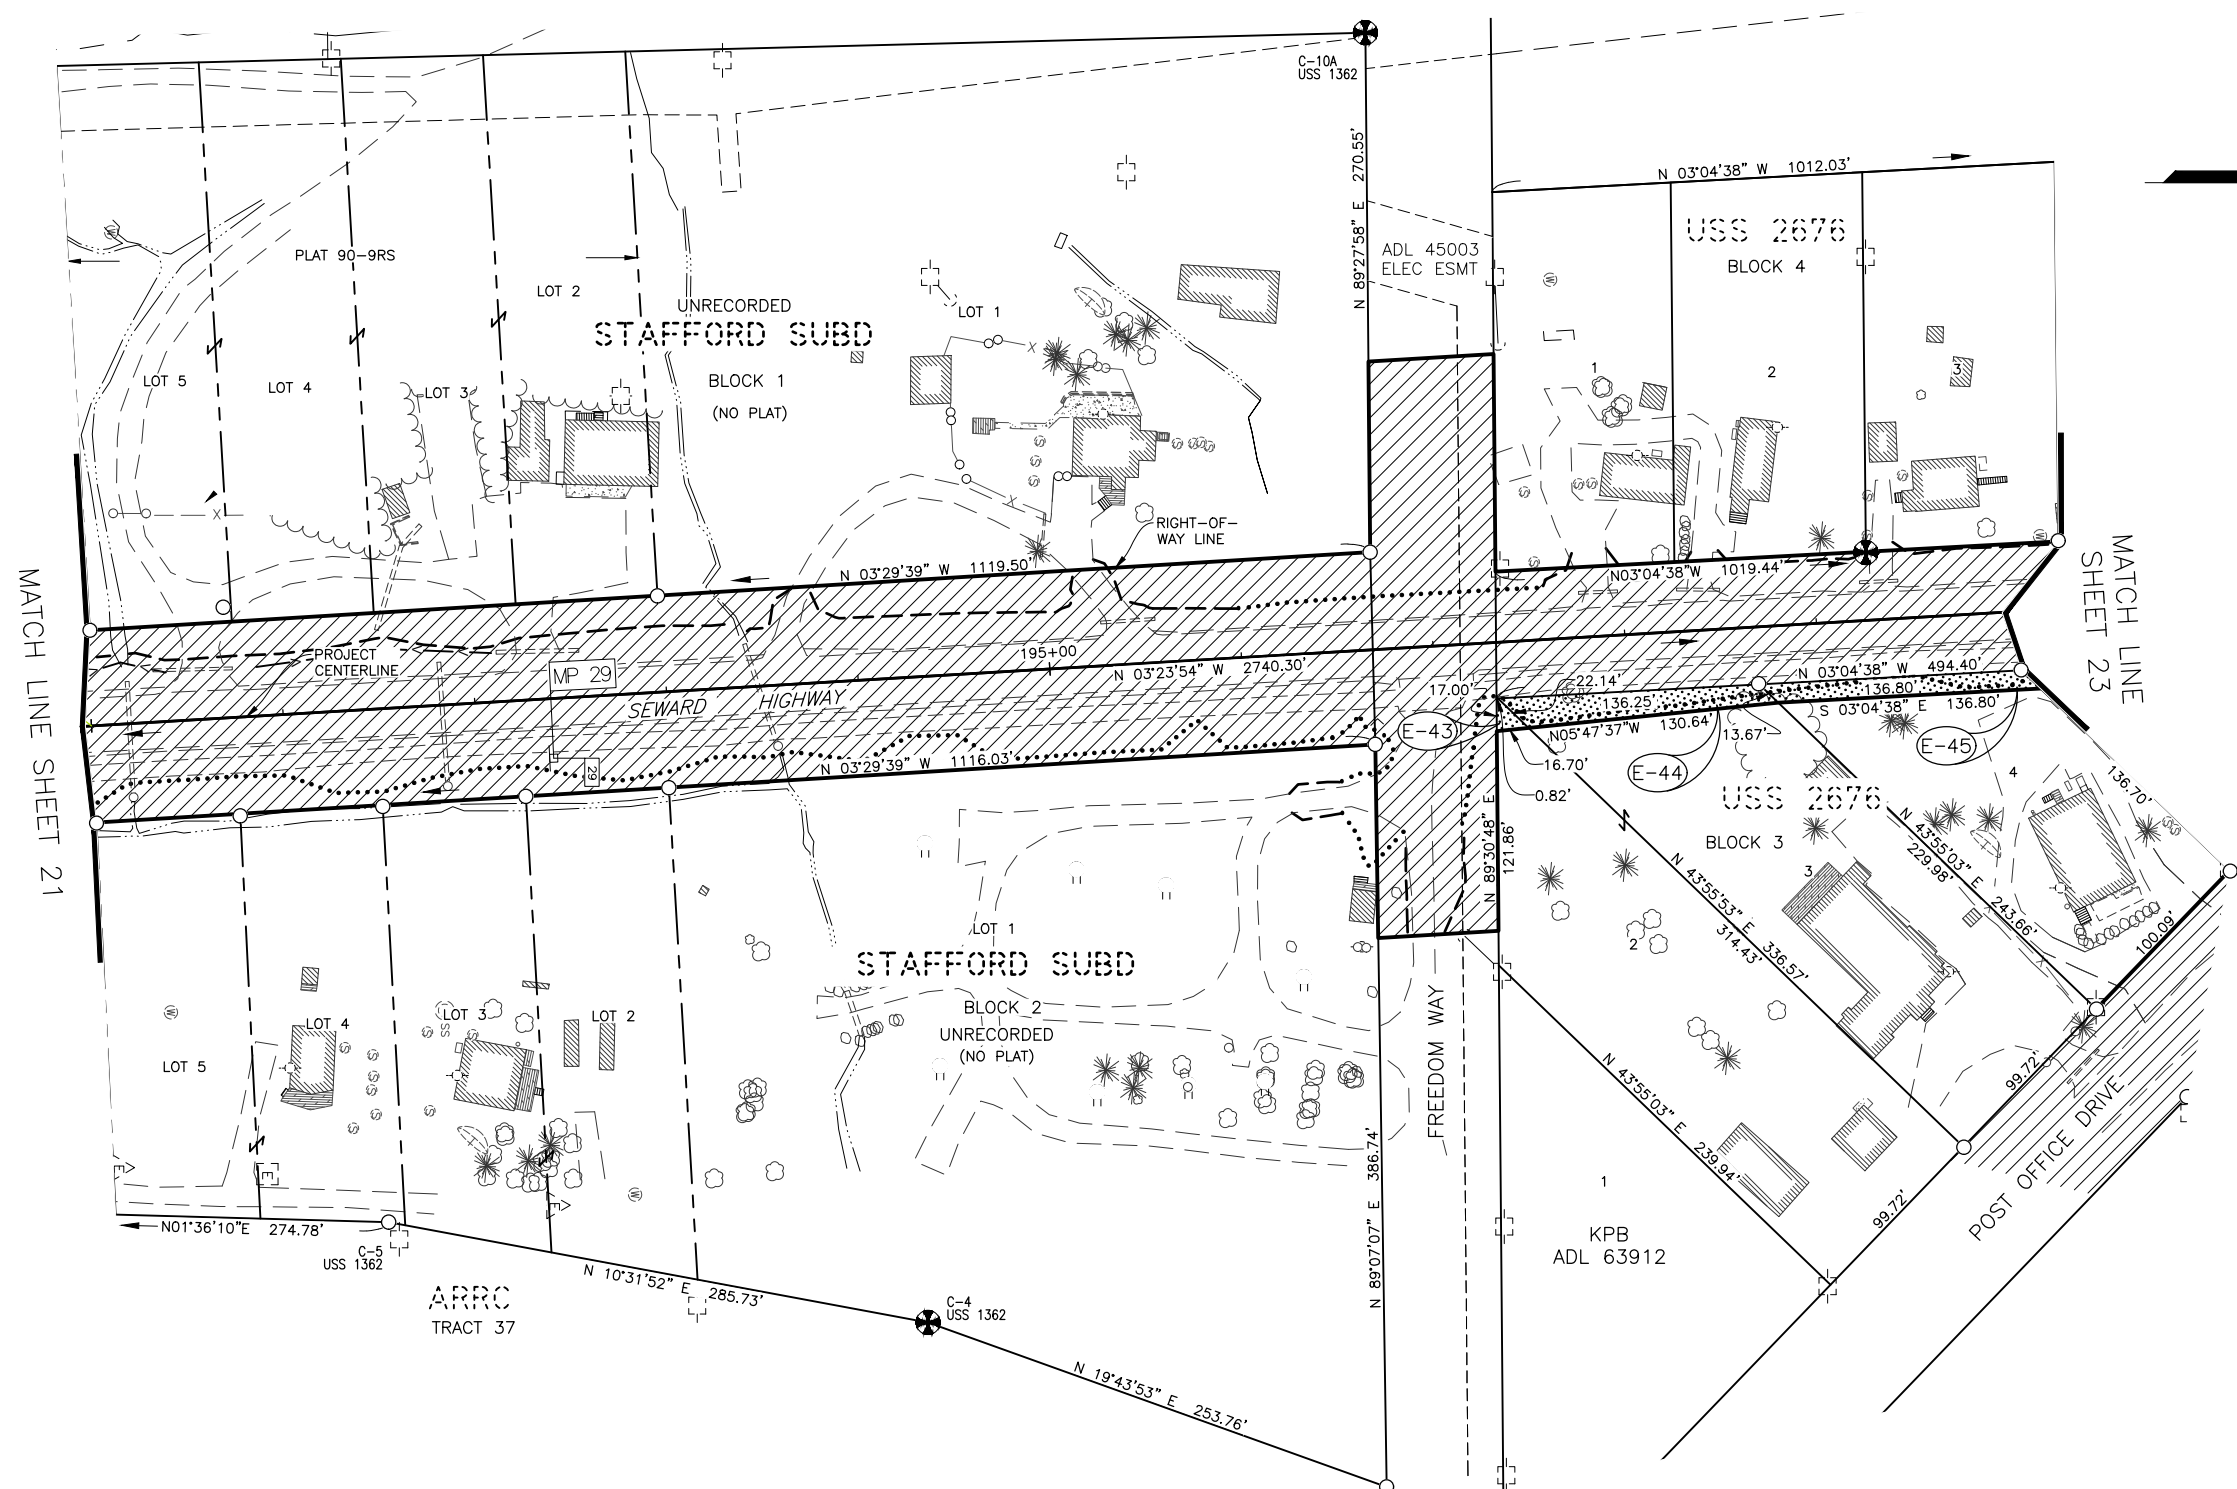 C-10A
USS 1362
N 89°27'58" E 270.55'
N 03°04'38" W 1012.03'
USS 2676
BLOCK 4
ADL 45003
ELEC ESMT
PLAT 90-9RS
LOT 2
UNRECORDED
STAFFORD SUBD
LOT 1
BLOCK 1
(NO PLAT)
LOT 5
LOT 4
LOT 3
1
2
3
W
W
W
X
X
X
S
S
S
S
RIGHT-OF-
WAY LINE
MATCH LINE SHEET 21
MATCH LINE
SHEET 23
N 03°29'39" W 1119.50'
N03°04'38"W 1019.44'
PROJECT
CENTERLINE
MP 29
195+00
N 03°23'54" W 2740.30'
SEWARD HIGHWAY
N 03°04'38" W 494.40'
17.00'
22.14'
136.25'
136.80'
S 03°04'38" E 136.80'
E-43
N05°47'37"W 130.64'
13.67'
E-45
E-44
16.70'
0.82'
29
N 03°29'39" W 1116.03'
N 89°30'48" E
121.86'
USS 2676
BLOCK 3
4
3
2
136.70'
N 43°55'03" E
229.98'
243.66'
N 43°55'53" E 336.57'
314.43'
100.09'
99.72'
99.72'
LOT 1
STAFFORD SUBD
BLOCK 2
UNRECORDED
(NO PLAT)
LOT 4
LOT 3
LOT 2
LOT 5
W
W
S
S
S
S
SS
E
E
E
FREEDOM WAY
N 43°55'03" E 239.94'
POST OFFICE DRIVE
N 89°07'07" E 386.74'
1
KPB
ADL 63912
N01°36'10"E 274.78'
C-5
USS 1362
N 10°31'52" E 285.73'
ARRC
TRACT 37
C-4
USS 1362
N 19°43'53" E 253.76'